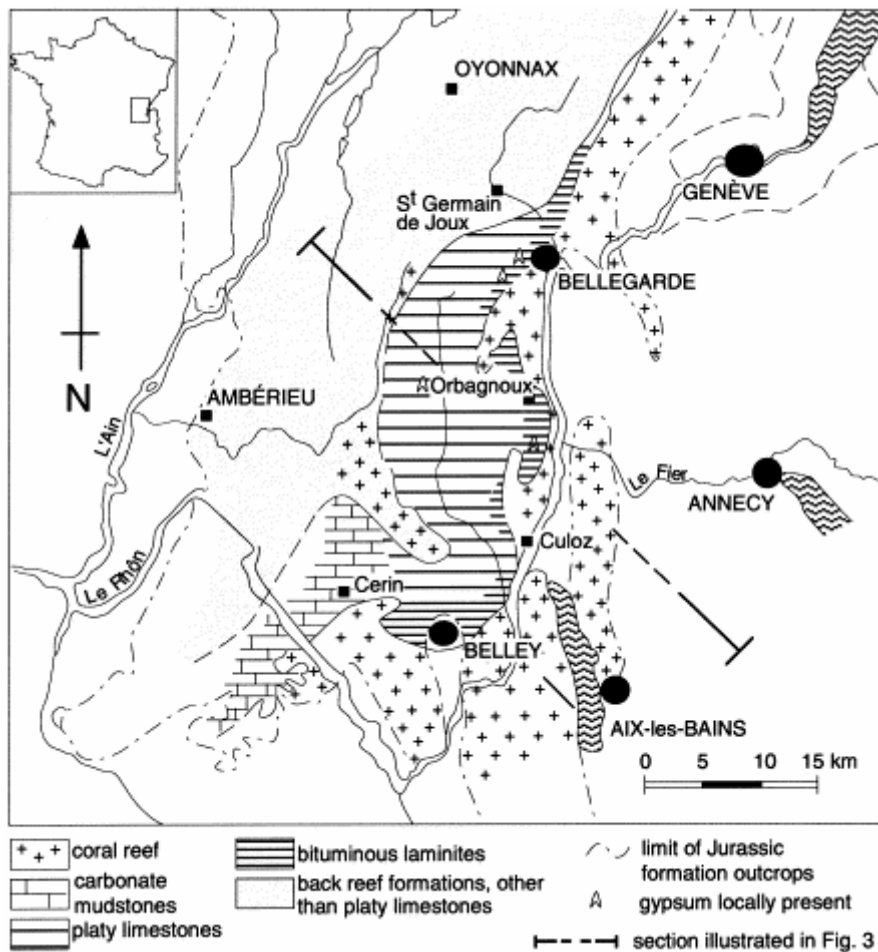 OYONNAX
GENÈVE
St Germain
de Joux
BELLEGARDE
N
AMBÉRIEU
Orbagnoux
L'Ain
Le Fier
ANNECY
Culoz
Le Rhôn
Cerin
BELLEY
AIX-les-BAINS
0 5 10 15 km
coral reef
carbonate
mudstones
platy limestones
bituminous laminites
back reef formations, other
than platy limestones
limit of Jurassic
formation outcrops
gypsum locally present
section illustrated in Fig. 3